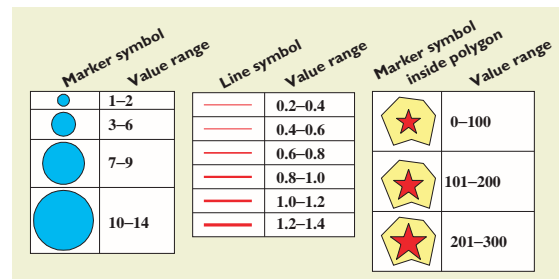 Marker symbol
Value range
1–2
3–6
7–9
10–14
Line symbol
Value range
0.2–0.4
0.4–0.6
0.6–0.8
0.8–1.0
1.0–1.2
1.2–1.4
Marker symbol
inside polygon
Value range
0–100
101–200
201–300